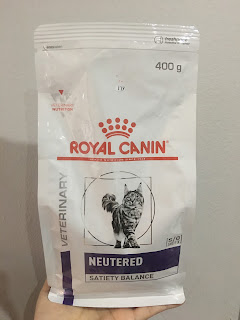 400 g
ROYAL CANIN
VETERINARY
NEUTERED
SATIETY BALANCE
S/O